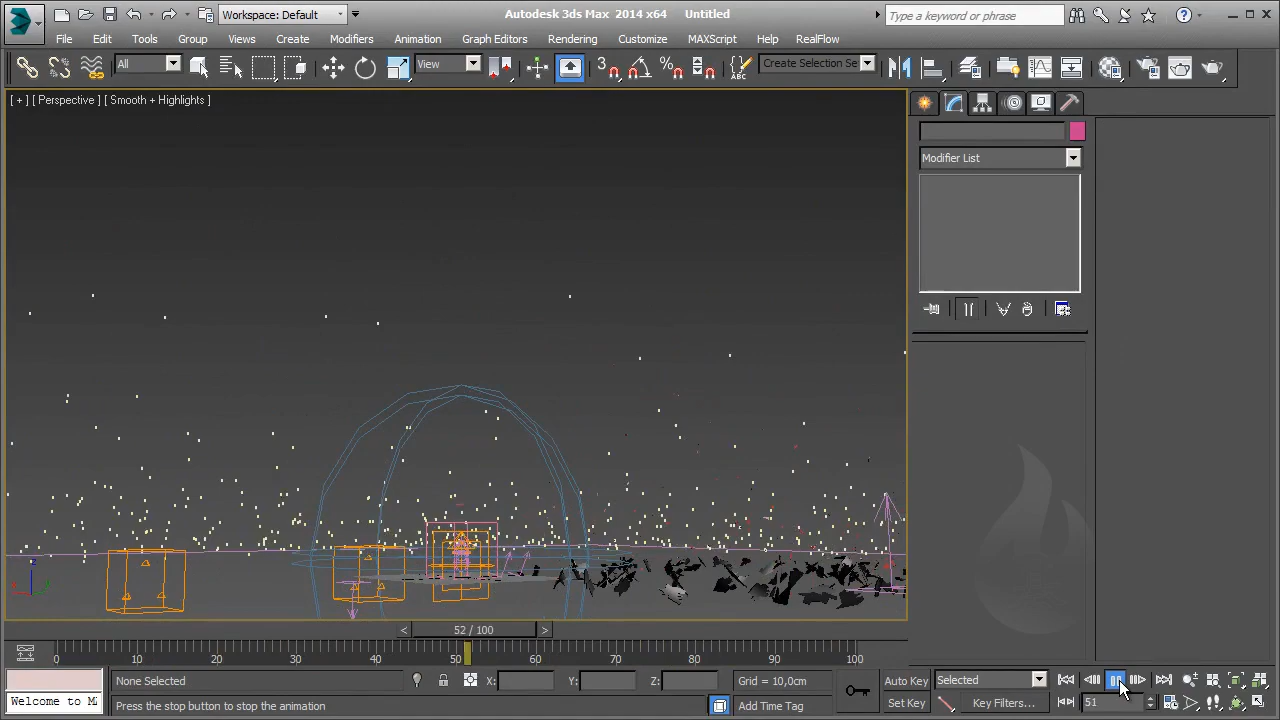 Workspace: Default
Autodesk 3ds Max 2014 x64 Untitled
Type a keyword or phrase
File Edit Tools Group Views Create Modifiers Animation Graph Editors Rendering Customize MAXScript Help RealFlow
All
View
3
%
ABC
Create Selection Se
[ + ] [ Perspective ] [ Smooth + Highlights ]
Modifier List
< 52 / 100 >
0 10 20 30 40 50 60 70 80 90 100
None Selected
X: Y: Z:
Grid = 10,0cm
Auto Key
Selected
Welcome to M
Press the stop button to stop the animation
Add Time Tag
Set Key
Key Filters...
51